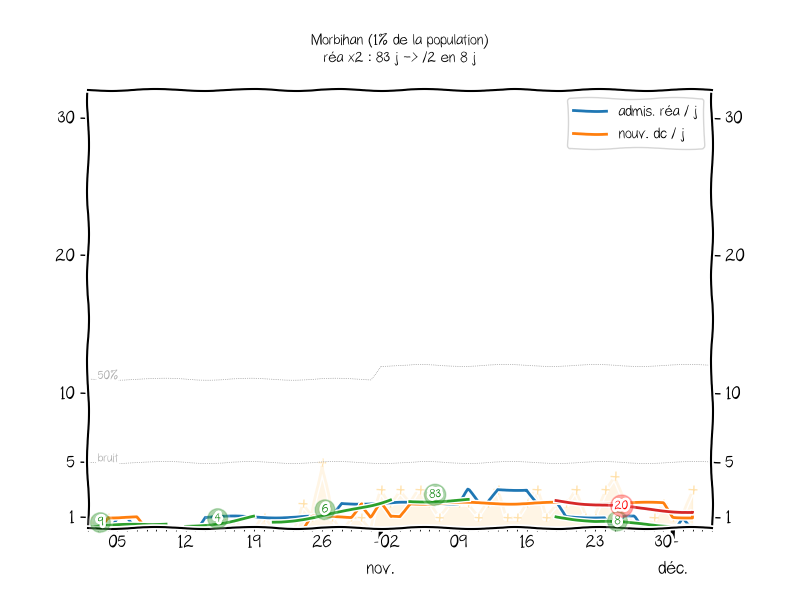 Morbihan (1% de la population)
réa x2 : 83 j -> /2 en 8 j
admis. réa / j
nouv. dc / j
30 30
20 20
50%
10 10
bruit
5 5
83
6
4
9
20
8
1 1
05 12 19 26 02 09 16 23 30
nov. déc.